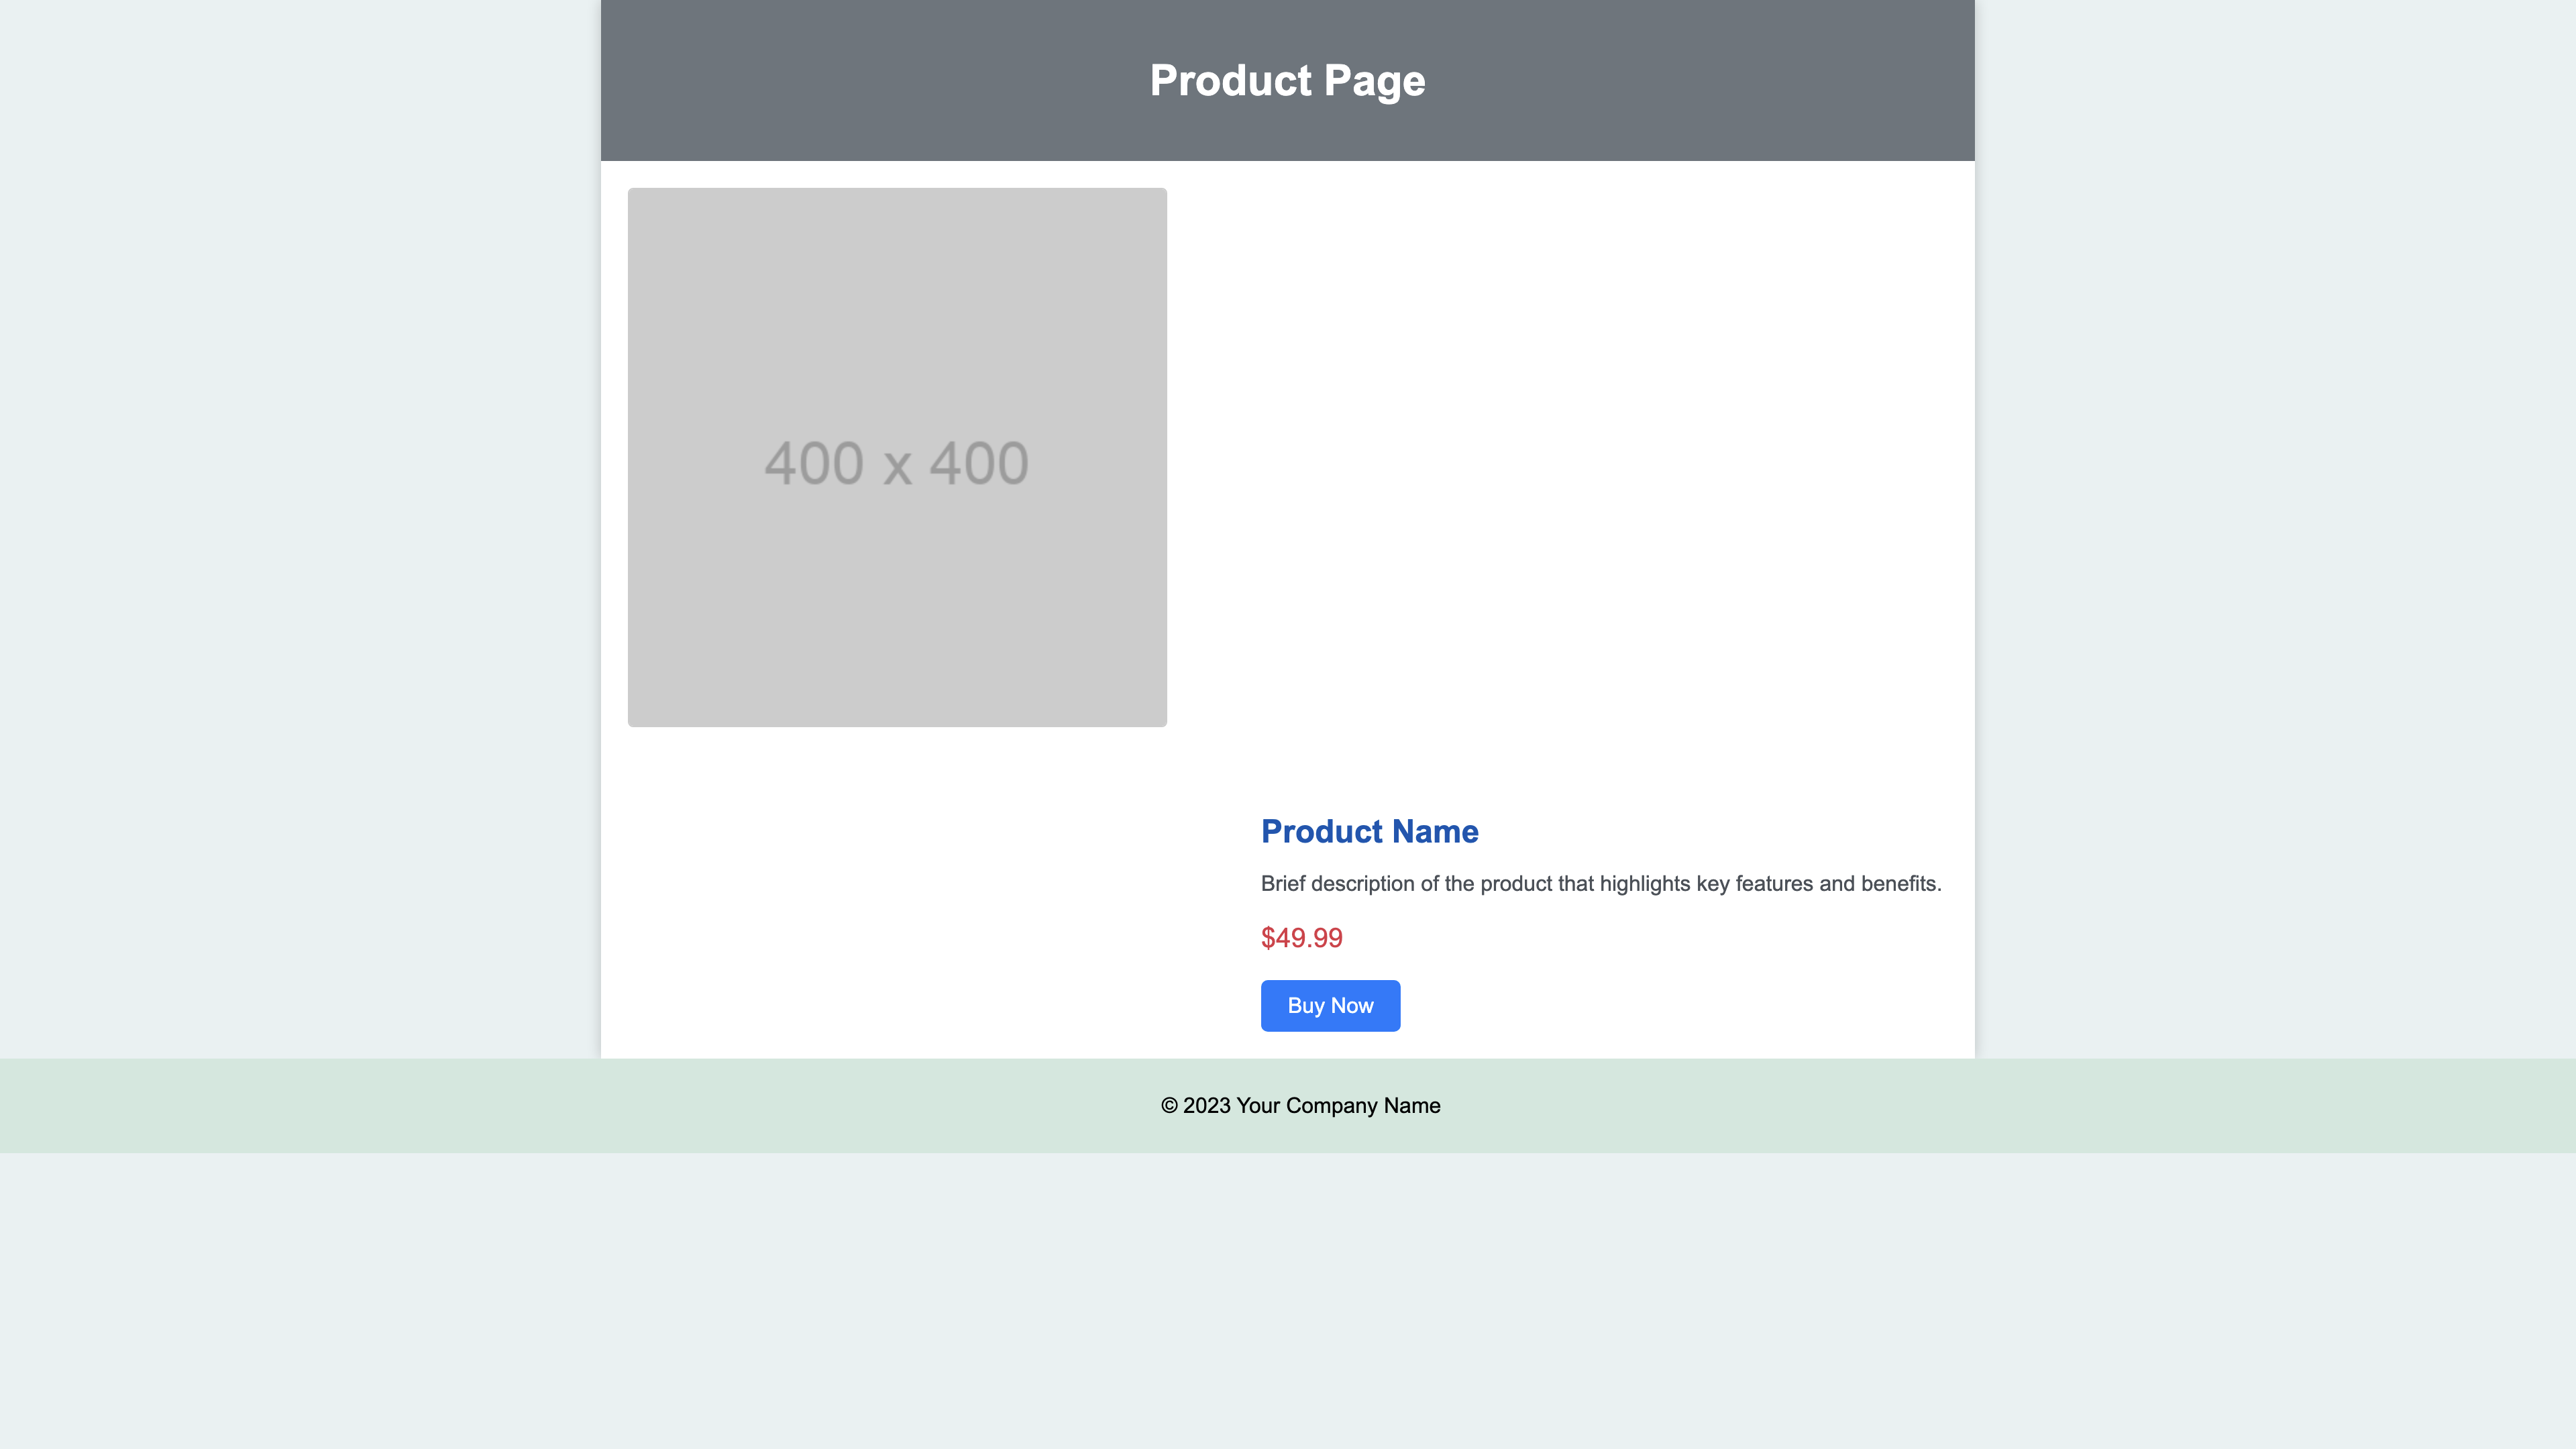 Product Page
400 x 400
Product Name
Brief description of the product that highlights key features and benefits.
$49.99
Buy Now
© 2023 Your Company Name